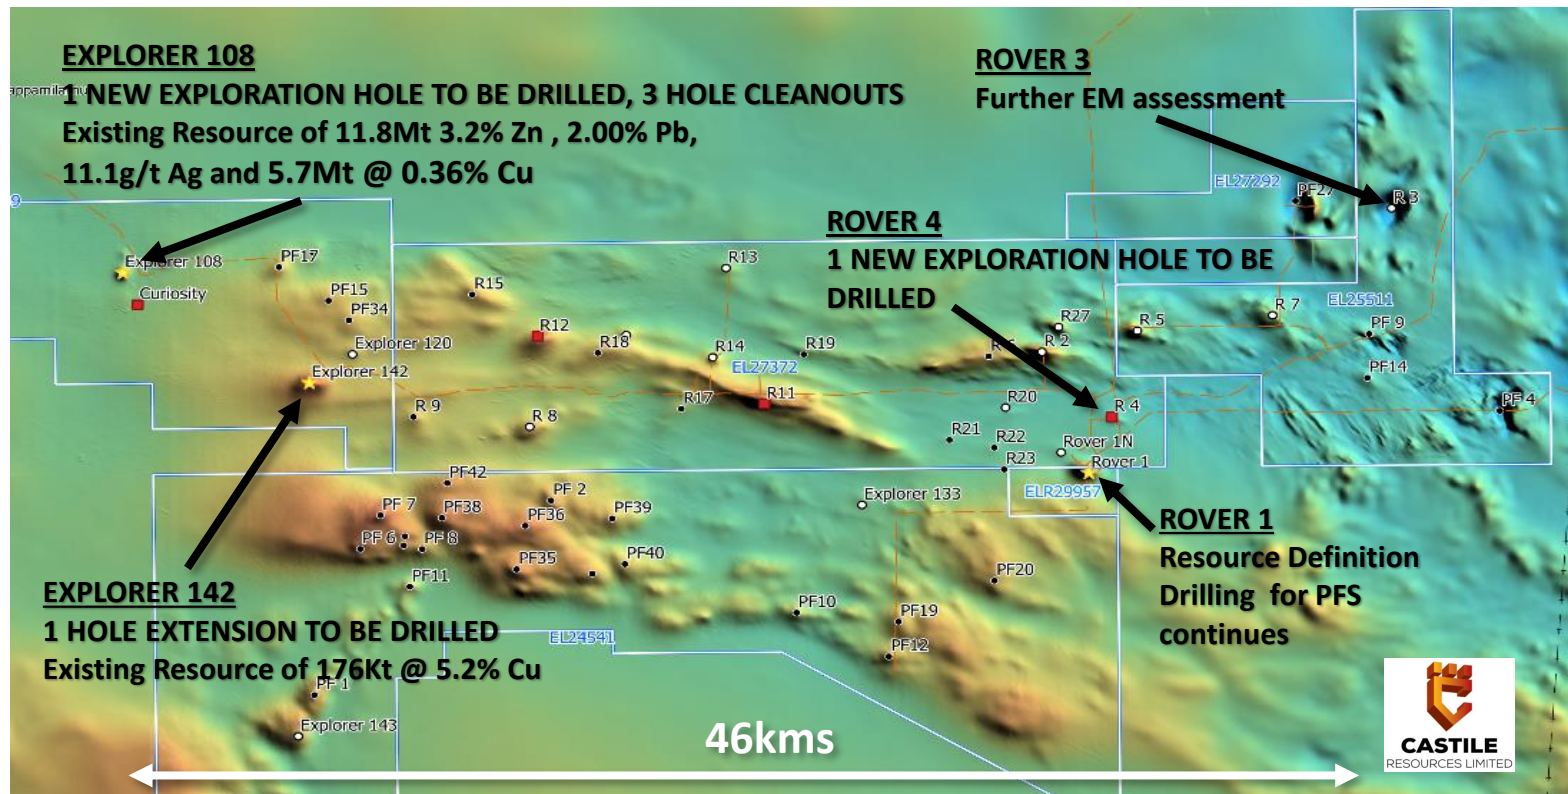 EXPLORER 108
1 NEW EXPLORATION HOLE TO BE DRILLED, 3 HOLE CLEANOUTS
Existing Resource of 11.8Mt 3.2% Zn , 2.00% Pb,
11.1g/t Ag and 5.7Mt @ 0.36% Cu
ROVER 3
Further EM assessment
EL27292
PF27
R 3
9
ROVER 4
1 NEW EXPLORATION HOLE TO BE
DRILLED
Explorer 108
Curiosity
PF17
PF15
PF34
R15
R13
Explorer 120
Explorer 142
R12
R18
R14
R19
EL27372
R27
R 2
R 5
R 7
EL25511
PF 9
PF14
PF 4
R 9
R 8
R17
R11
R20
R 4
R21
R22
R23
Rover 1N
Rover 1
ELR29957
PF42
PF 7
PF38
PF 2
PF36
PF39
Explorer 133
PF 6
PF 8
PF35
PF40
PF11
PF10
PF20
PF19
PF12
ROVER 1
Resource Definition
Drilling for PFS
continues
EXPLORER 142
1 HOLE EXTENSION TO BE DRILLED
Existing Resource of 176Kt @ 5.2% Cu
EL24541
PF 1
Explorer 143
46kms
CASTILE
RESOURCES LIMITED